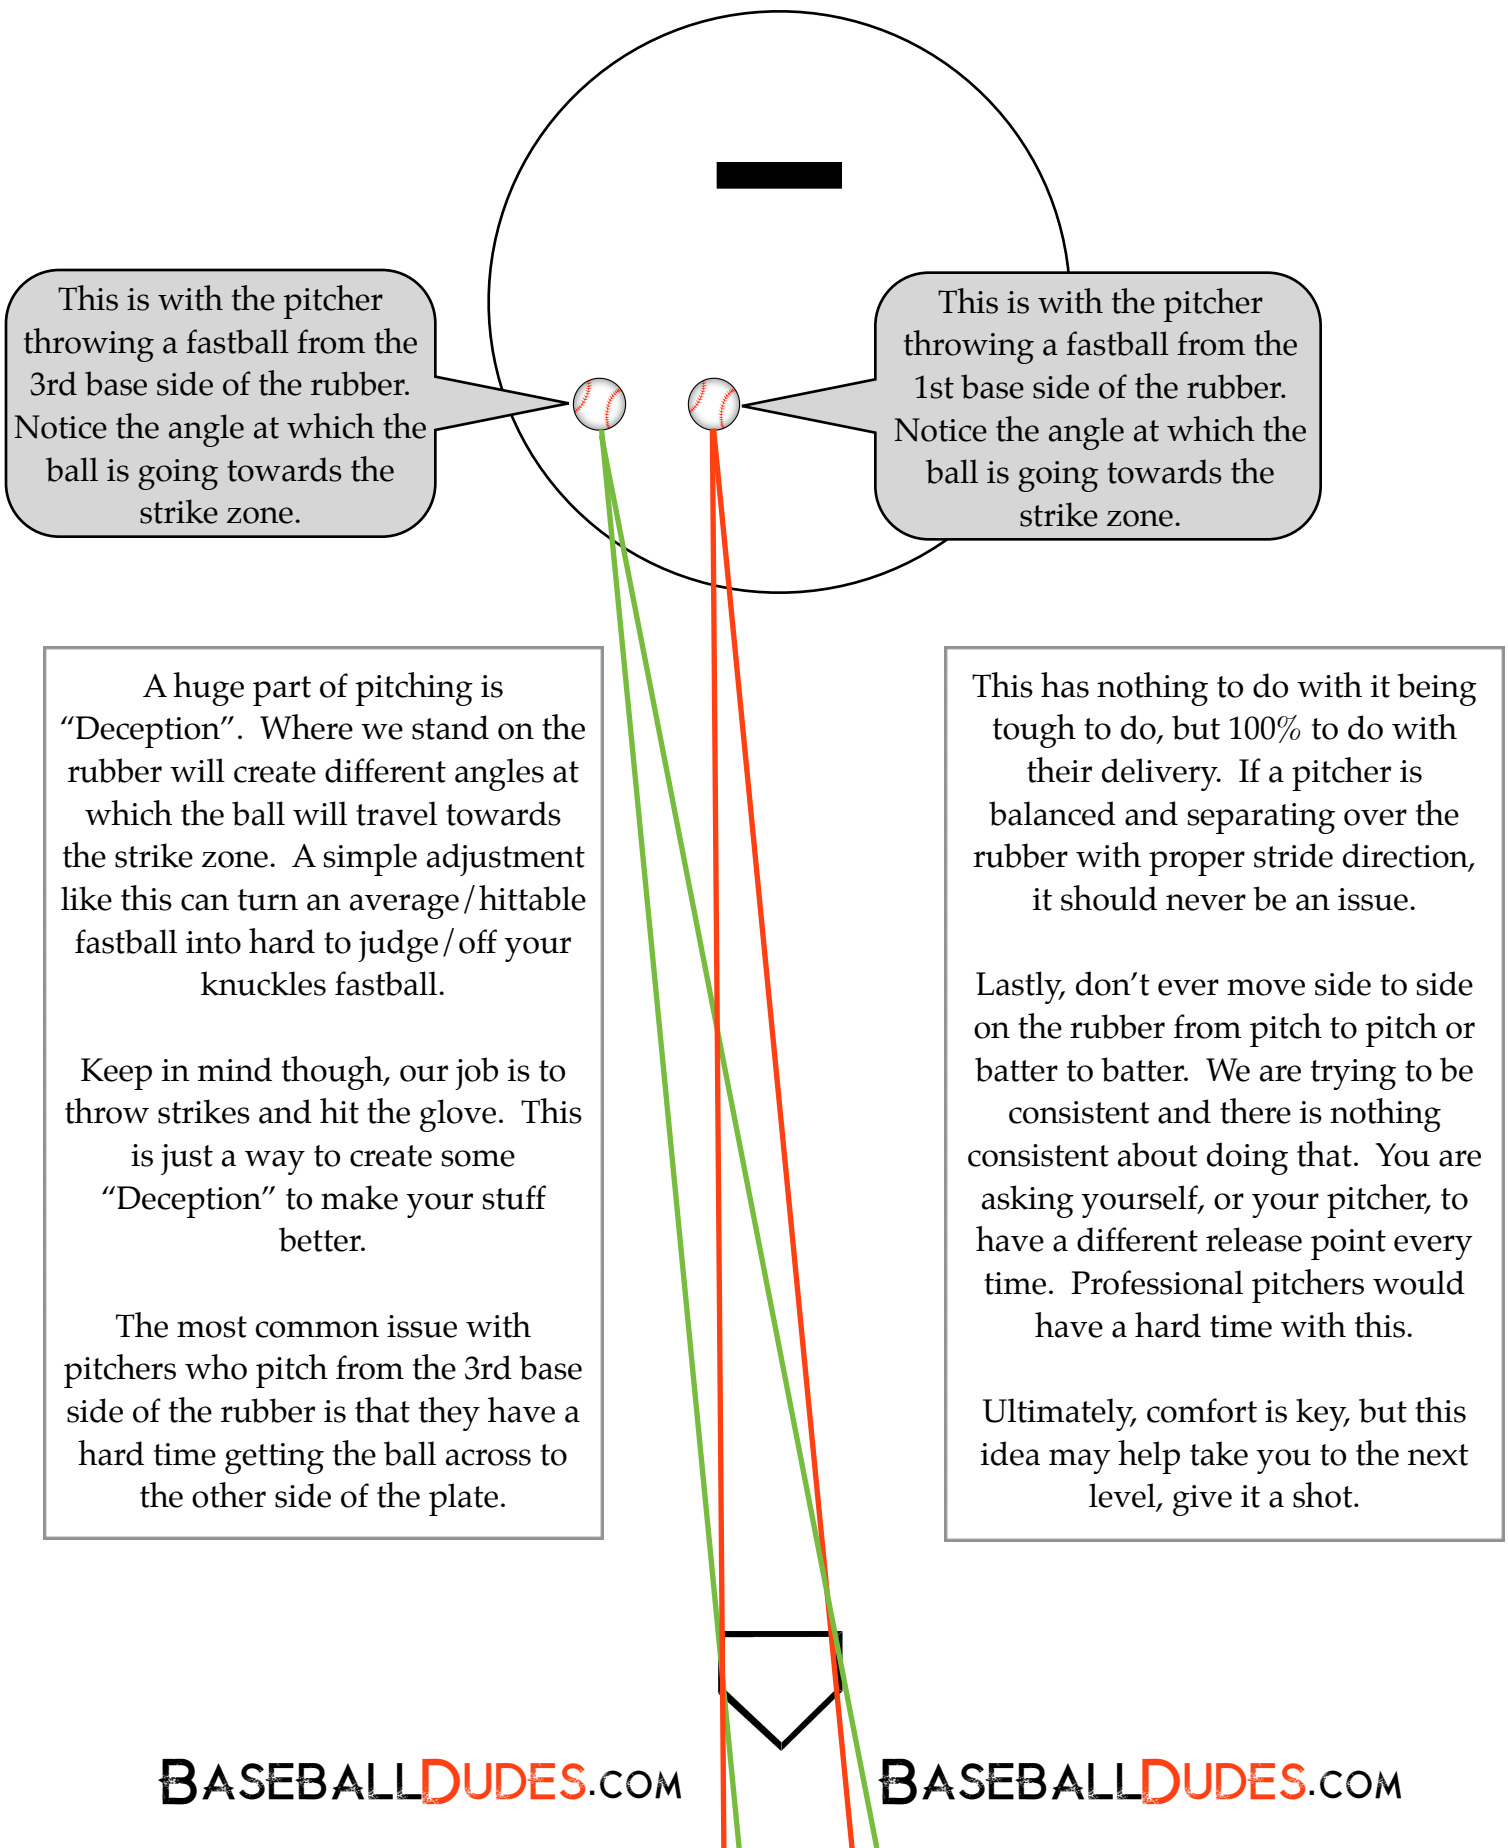 This is with the pitcher
throwing a fastball from the
3rd base side of the rubber.
Notice the angle at which the
ball is going towards the
strike zone.
This is with the pitcher
throwing a fastball from the
1st base side of the rubber.
Notice the angle at which the
ball is going towards the
strike zone.
A huge part of pitching is
“Deception”.  Where we stand on the
rubber will create different angles at
which the ball will travel towards
the strike zone.  A simple adjustment
like this can turn an average/hittable
fastball into hard to judge/off your
knuckles fastball.
Keep in mind though, our job is to
throw strikes and hit the glove.  This
is just a way to create some
“Deception” to make your stuff
better.
The most common issue with
pitchers who pitch from the 3rd base
side of the rubber is that they have a
hard time getting the ball across to
the other side of the plate.
This has nothing to do with it being
tough to do, but 100% to do with
their delivery.  If a pitcher is
balanced and separating over the
rubber with proper stride direction,
it should never be an issue.
Lastly, don’t ever move side to side
on the rubber from pitch to pitch or
batter to batter.  We are trying to be
consistent and there is nothing
consistent about doing that.  You are
asking yourself, or your pitcher, to
have a different release point every
time.  Professional pitchers would
have a hard time with this.
Ultimately, comfort is key, but this
idea may help take you to the next
level, give it a shot.
BASEBALLDUDES.COM
BASEBALLDUDES.COM